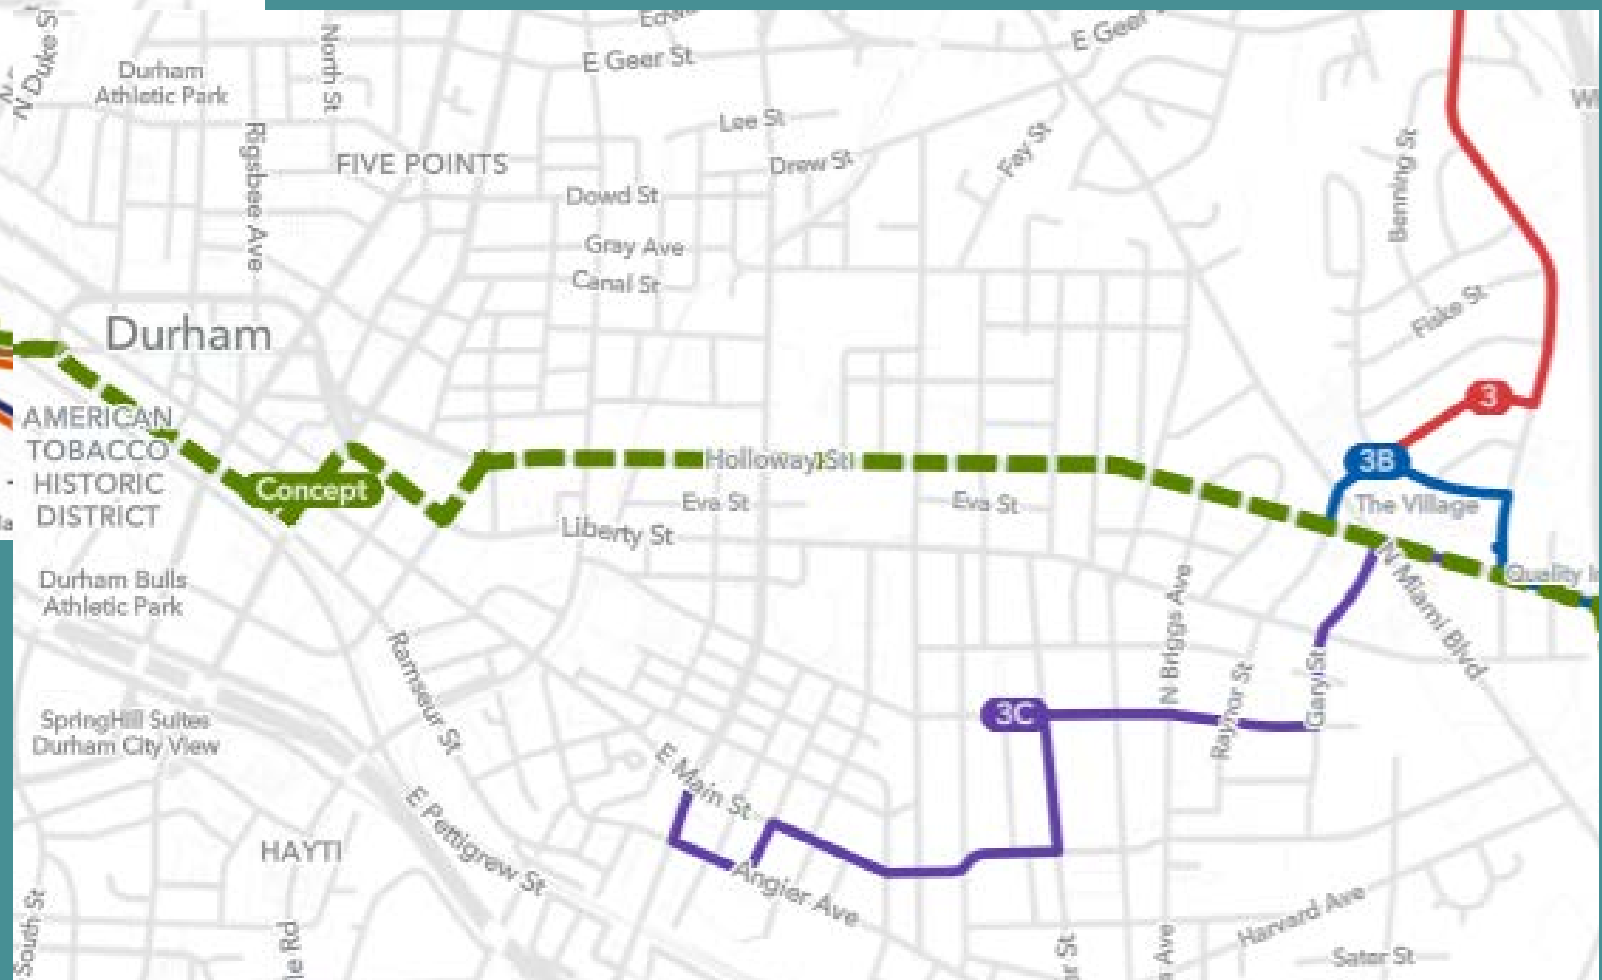 N Duke St
North St
E Geer St
E Geer
Durham
Athletic Park
Lee St
Drew St
Fay St
Benning St
Rigsbee Ave
FIVE POINTS
Dowd St
Gray Ave
Canal St
Fiske St
Durham
3
AMERICAN
TOBACCO
HISTORIC
DISTRICT
Concept
Holloway St
3B
The Village
Eva St
Eva St
Liberty St
Quality
N Miami Blvd
Durham Bulls
Athletic Park
N Briggs Ave
Ramseur St
Raynor St
Gary St
SpringHill Suites
Durham City View
3C
E Main St
E Pettigrew St
HAYTI
Angier Ave
Harvard Ave
Sater St
South St
Rd
St
Ave